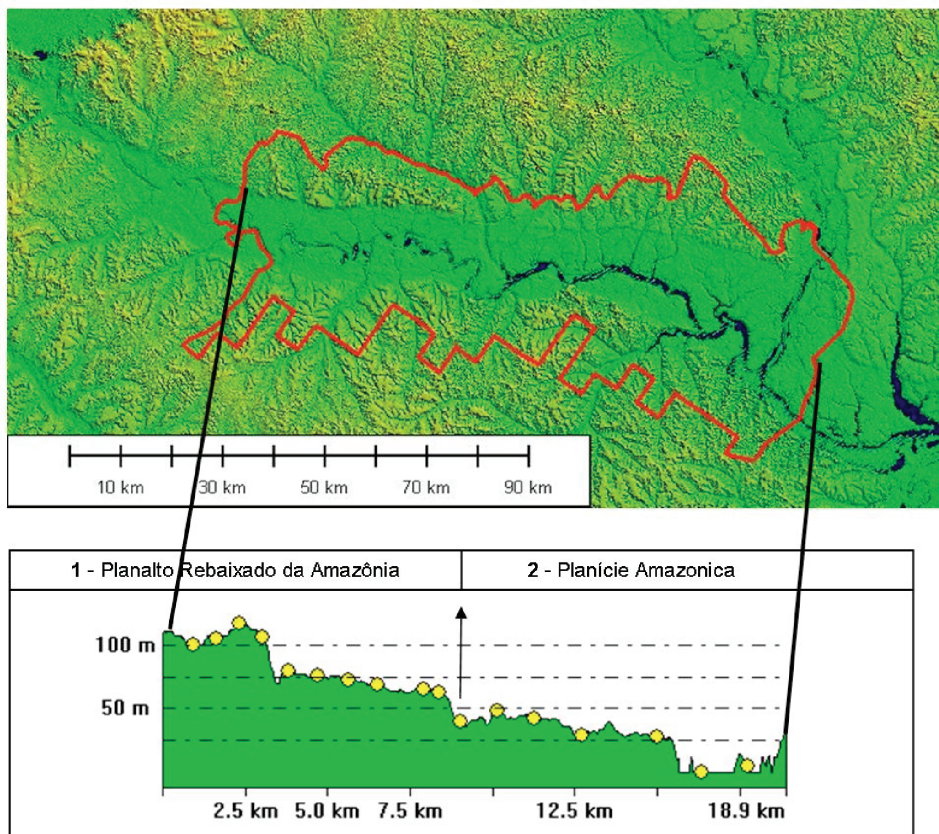 10 km 30 km 50 km 70 km 90 km
1 - Planalto Rebaixado da Amazônia
2 - Planície Amazonica
100 m
50 m
2.5 km 5.0 km 7.5 km 12.5 km 18.9 km